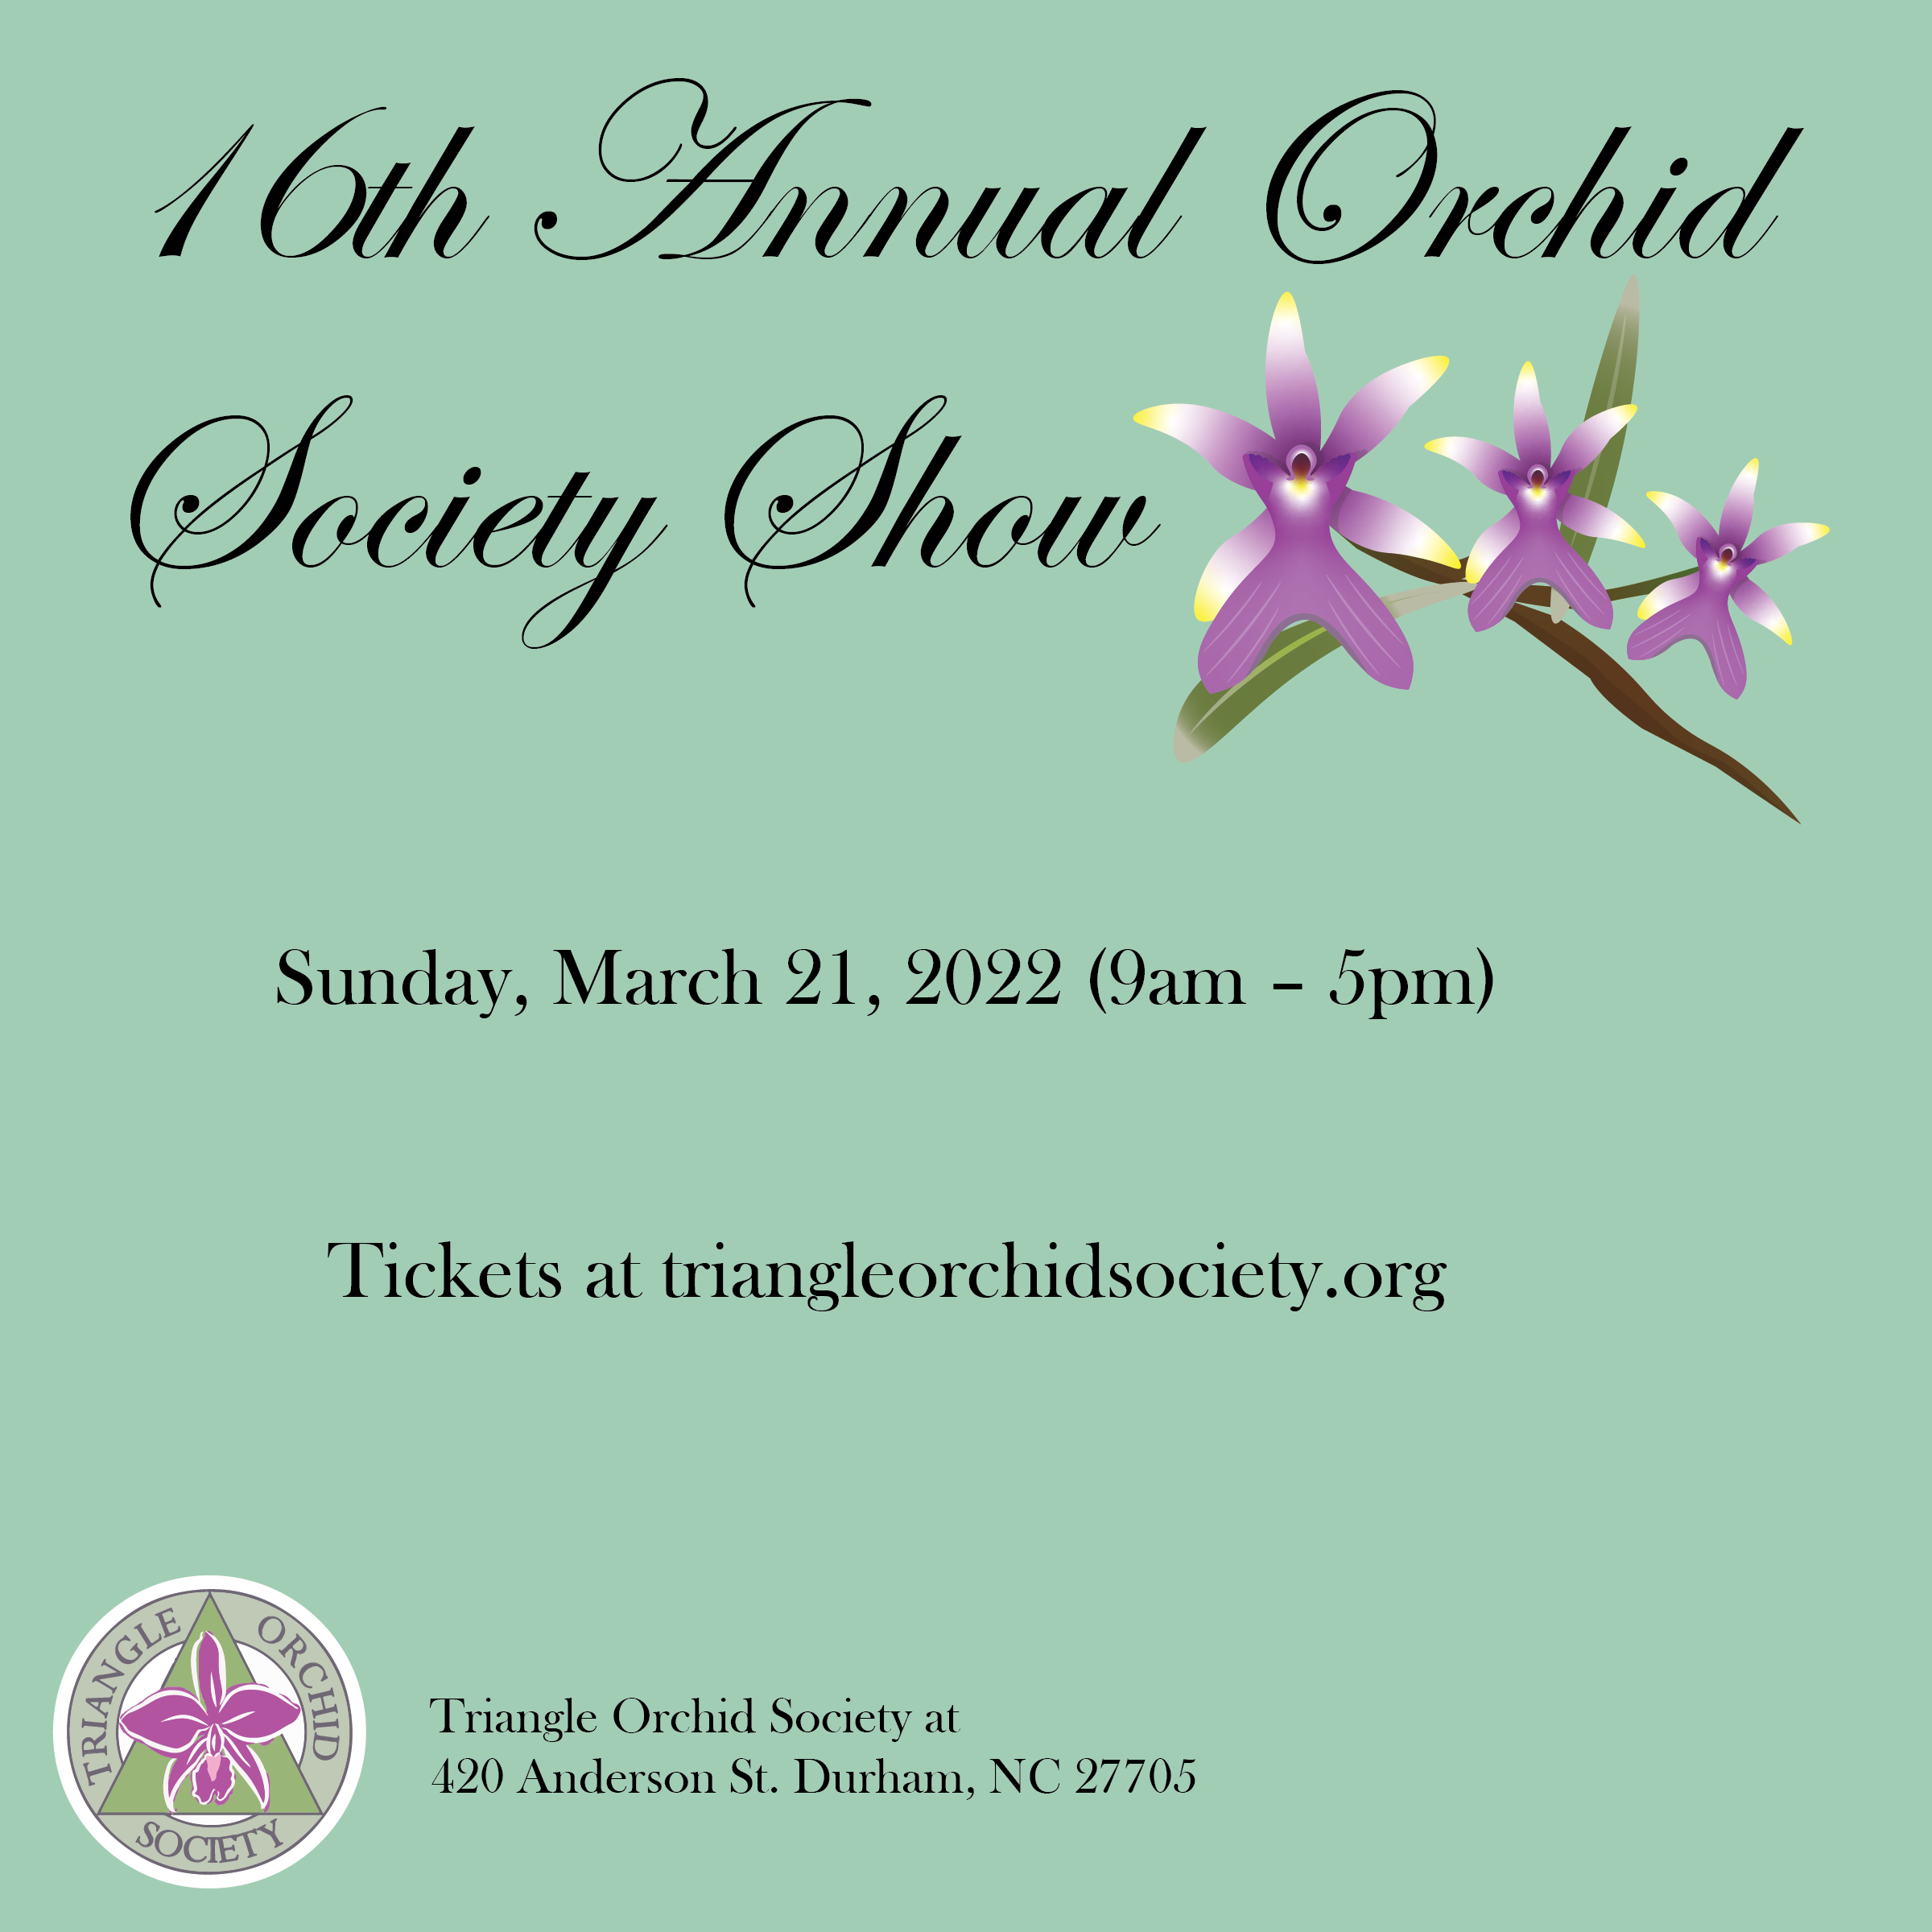 16th Annual Orchid
Society Show
Sunday, March 21, 2022 (9am – 5pm)
Tickets at triangleorchidsociety.org
TRIANGLE ORCHID
SOCIETY
Triangle Orchid Society at
420 Anderson St. Durham, NC 27705